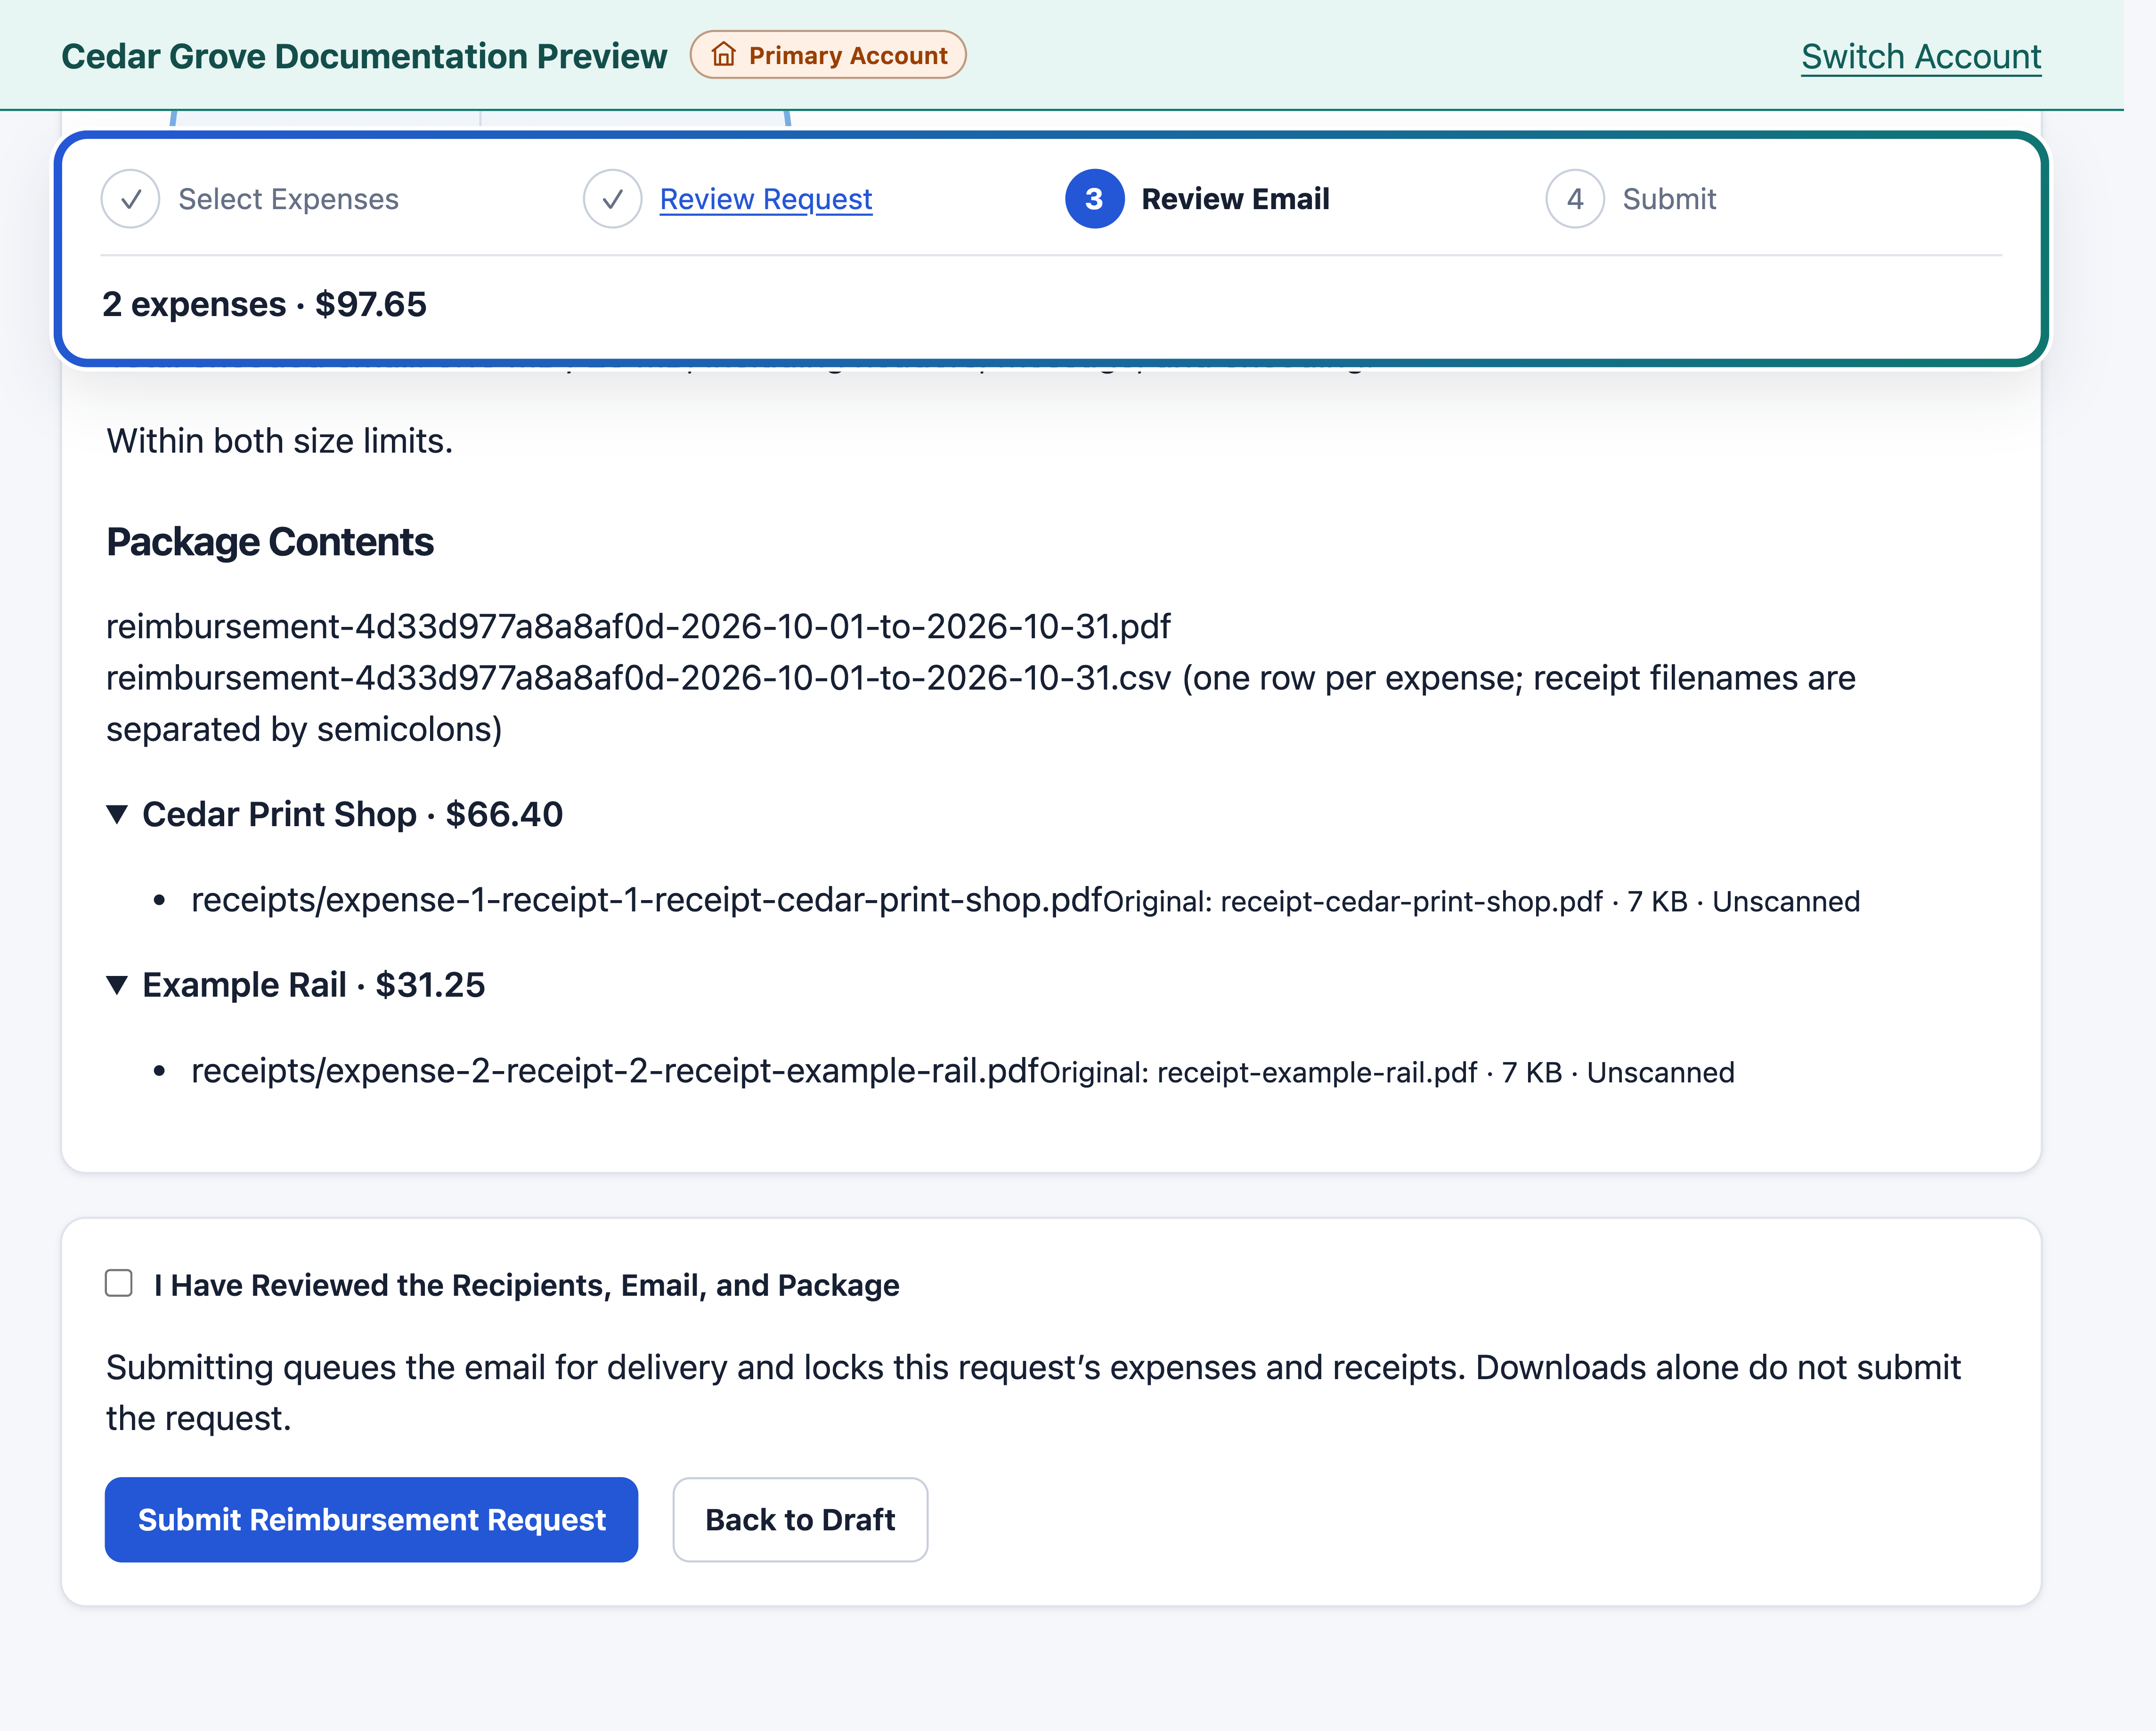 Cedar Grove Documentation Preview Primary Account Switch Account
Select Expenses Review Request 3 Review Email 4 Submit
2 expenses · $97.65
Within both size limits.
Package Contents
reimbursement-4d33d977a8a8af0d-2026-10-01-to-2026-10-31.pdf
reimbursement-4d33d977a8a8af0d-2026-10-01-to-2026-10-31.csv (one row per expense; receipt filenames are
separated by semicolons)
Cedar Print Shop · $66.40
receipts/expense-1-receipt-1-receipt-cedar-print-shop.pdfOriginal: receipt-cedar-print-shop.pdf · 7 KB · Unscanned
Example Rail · $31.25
receipts/expense-2-receipt-2-receipt-example-rail.pdfOriginal: receipt-example-rail.pdf · 7 KB · Unscanned
I Have Reviewed the Recipients, Email, and Package
Submitting queues the email for delivery and locks this request’s expenses and receipts. Downloads alone do not submit
the request.
Submit Reimbursement Request Back to Draft